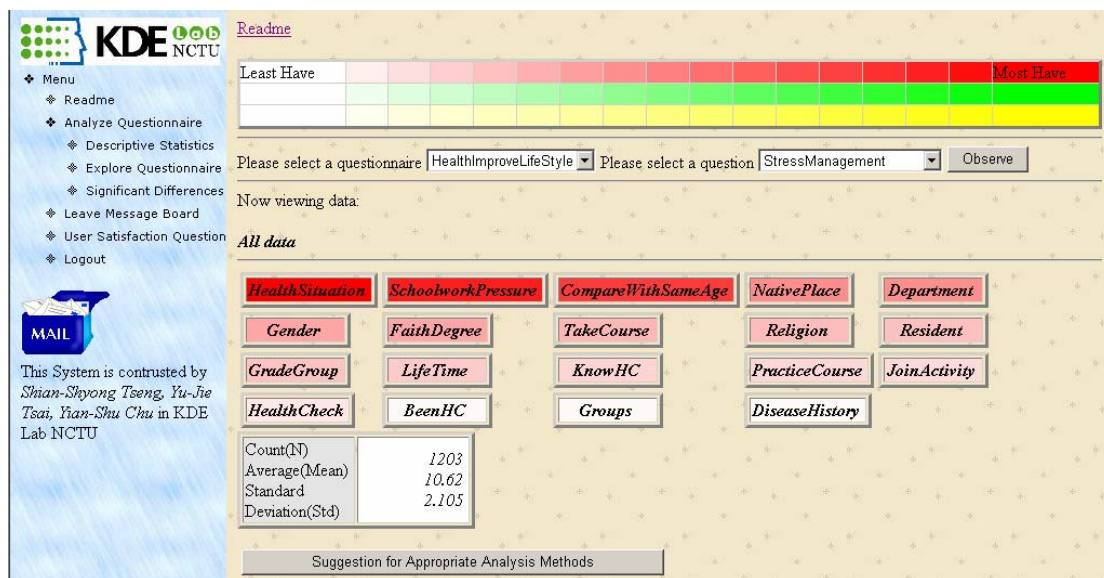 KDE Lab
NCTU
Menu
Readme
Analyze Questionnaire
Descriptive Statistics
Explore Questionnaire
Significant Differences
Leave Message Board
User Satisfaction Question
Logout
MAIL
This System is contrusted by
Shian-Shyong Tseng, Yu-Jie
Tsai, Yian-Shu Chu in KDE
Lab NCTU
Readme
Least Have Most Have
Please select a questionnaire HealthImproveLifeStyle Please select a question StressManagement Observe
Now viewing data:
All data
HealthSituation SchoolworkPressure CompareWithSameAge NativePlace Department
Gender FaithDegree TakeCourse Religion Resident
GradeGroup LifeTime KnowHC PracticeCourse JoinActivity
HealthCheck BeenHC Groups DiseaseHistory
Count(N) 1203
Average(Mean) 10.62
Standard 2.105
Deviation(Std)
Suggestion for Appropriate Analysis Methods